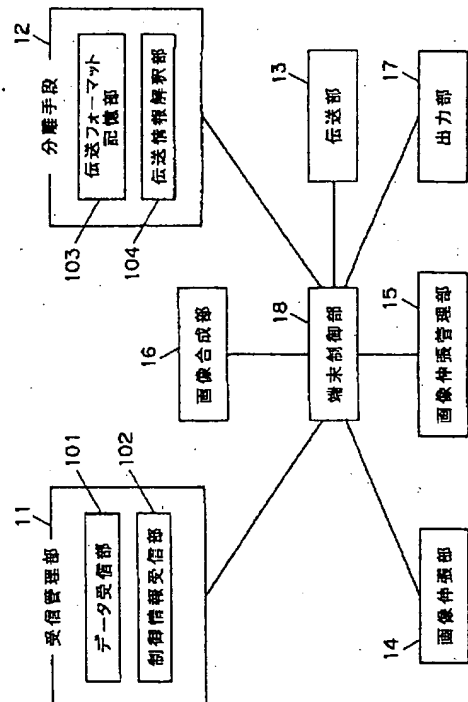 11
受信管理部
101
データ受信部
102
制御情報受信部
12
分離手段
103
伝送フォーマット
記憶部
104
伝送情報解釈部
16
画像合成部
18
端末制御部
13
伝送部
14
画像伸張部
15
画像伸張管理部
17
出力部